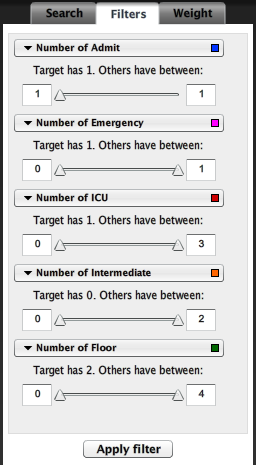 Search Filters Weight
Number of Admit
Target has 1. Others have between:
1 1
Number of Emergency
Target has 1. Others have between:
0 1
Number of ICU
Target has 1. Others have between:
0 3
Number of Intermediate
Target has 0. Others have between:
0 2
Number of Floor
Target has 2. Others have between:
0 4
Apply filter